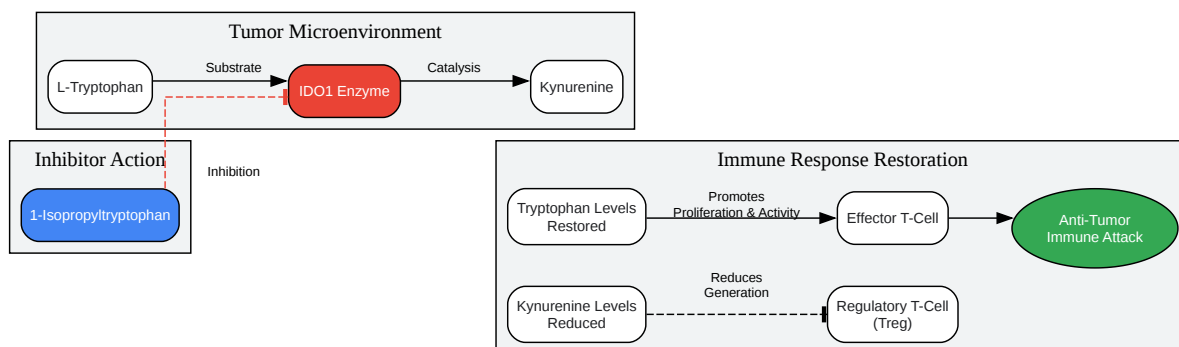 Tumor Microenvironment
L-Tryptophan
Substrate
IDO1 Enzyme
Catalysis
Kynurenine
Inhibitor Action
1-Isopropyltryptophan
Inhibition
Immune Response Restoration
Tryptophan Levels
Restored
Promotes
Proliferation & Activity
Effector T-Cell
Anti-Tumor
Immune Attack
Kynurenine Levels
Reduced
Reduces
Generation
Regulatory T-Cell
(Treg)